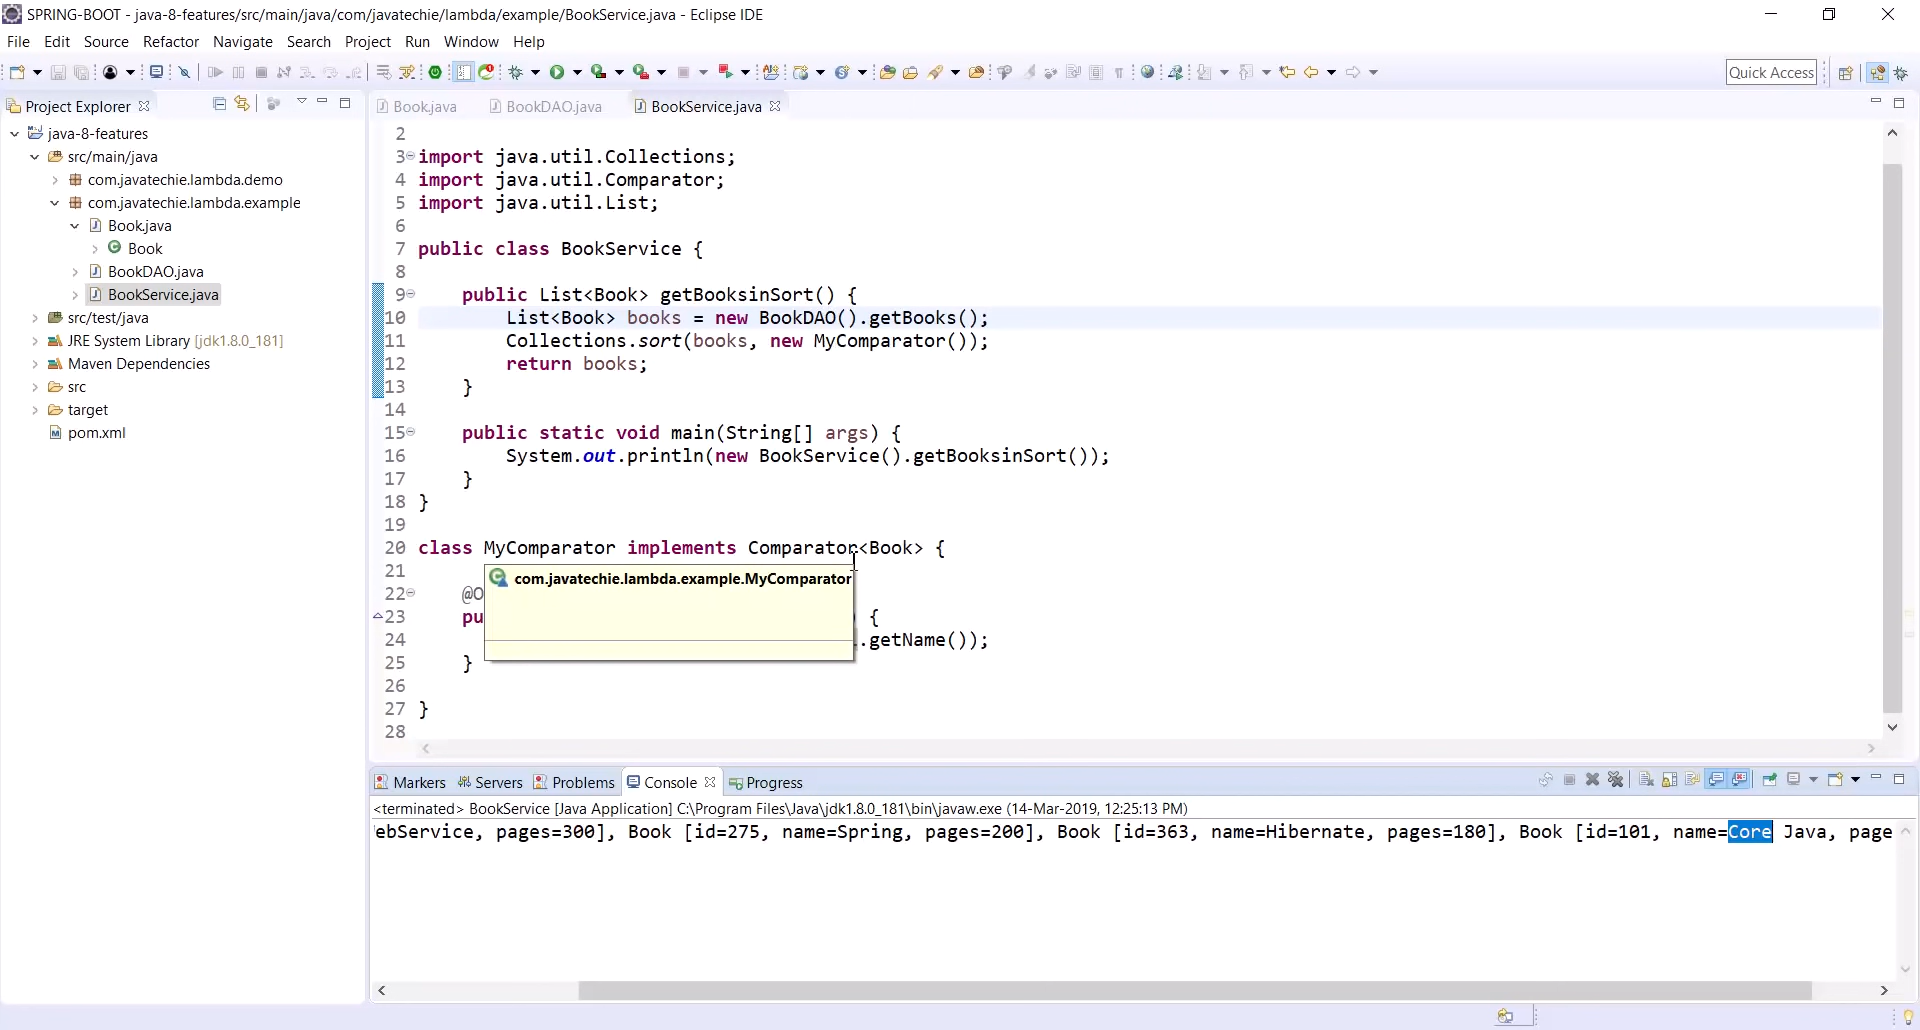 SPRING-BOOT - java-8-features/src/main/java/com/javatechie/lambda/example/BookService.java - Eclipse IDE
File Edit Source Refactor Navigate Search Project Run Window Help
Quick Access
Project Explorer
java-8-features
src/main/java
com.javatechie.lambda.demo
com.javatechie.lambda.example
Book.java
Book
BookDAO.java
BookService.java
src/test/java
JRE System Library [jdk1.8.0_181]
Maven Dependencies
src
target
pom.xml
Book.java BookDAO.java BookService.java
2
3 import java.util.Collections;
4 import java.util.Comparator;
5 import java.util.List;
6
7 public class BookService {
8
9 public List<Book> getBooksinSort() {
10 List<Book> books = new BookDAO().getBooks();
11 Collections.sort(books, new MyComparator());
12 return books;
13 }
14
15 public static void main(String[] args) {
16 System.out.println(new BookService().getBooksinSort());
17 }
18 }
19
20 class MyComparator implements Comparator<Book> {
21
com.javatechie.lambda.example.MyComparator
22 @O
23 pu {
24 .getName());
25 }
26
27 }
28
Markers Servers Problems Console Progress
<terminated> BookService [Java Application] C:\Program Files\Java\jdk1.8.0_181\bin\javaw.exe (14-Mar-2019, 12:25:13 PM)
ebService, pages=300], Book [id=275, name=Spring, pages=200], Book [id=363, name=Hibernate, pages=180], Book [id=101, name=Core Java, page